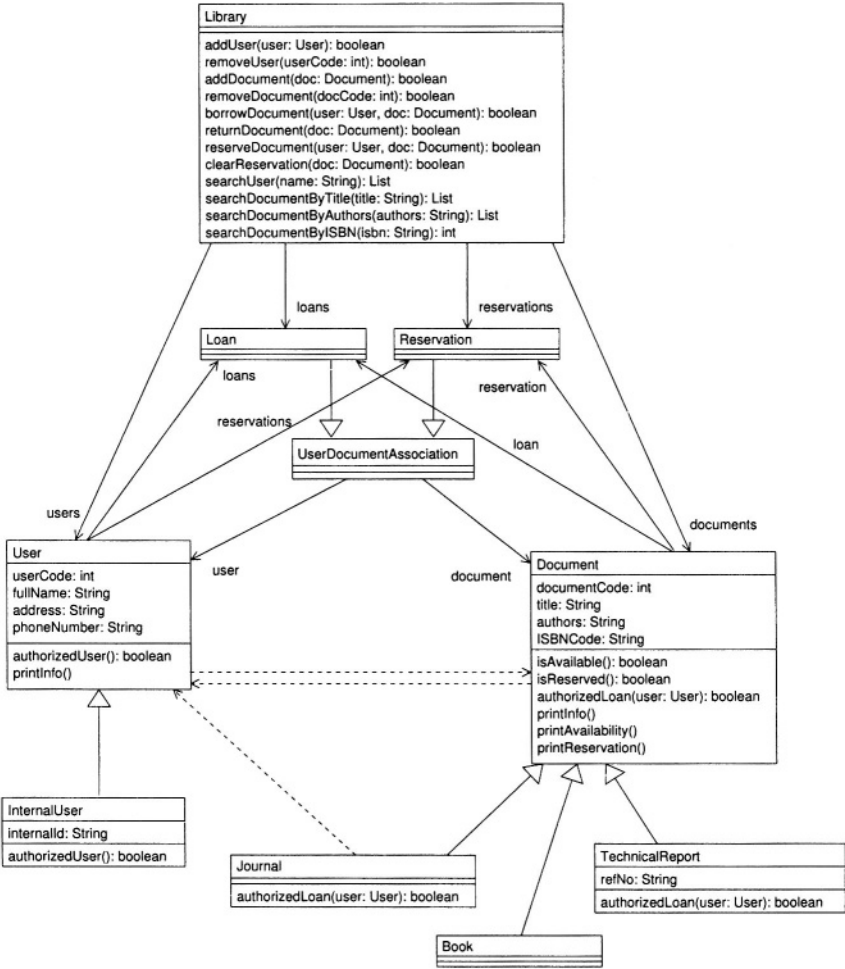 Library
addUser(user: User): boolean
removeUser(userCode: int): boolean
addDocument(doc: Document): boolean
removeDocument(docCode: int): boolean
borrowDocument(user: User, doc: Document): boolean
returnDocument(doc: Document): boolean
reserveDocument(user: User, doc: Document): boolean
clearReservation(doc: Document): boolean
searchUser(name: String): List
searchDocumentByTitle(title: String): List
searchDocumentByAuthors(authors: String): List
searchDocumentByISBN(isbn: String): int
loans
reservations
Loan
Reservation
loans
reservation
reservations
loan
UserDocumentAssociation
users
documents
user
document
User
userCode: int
fullName: String
address: String
phoneNumber: String
authorizedUser(): boolean
printInfo()
Document
documentCode: int
title: String
authors: String
ISBNCode: String
isAvailable(): boolean
isReserved(): boolean
authorizedLoan(user: User): boolean
printInfo()
printAvailability()
printReservation()
InternalUser
internalId: String
authorizedUser(): boolean
Journal
authorizedLoan(user: User): boolean
TechnicalReport
refNo: String
authorizedLoan(user: User): boolean
Book